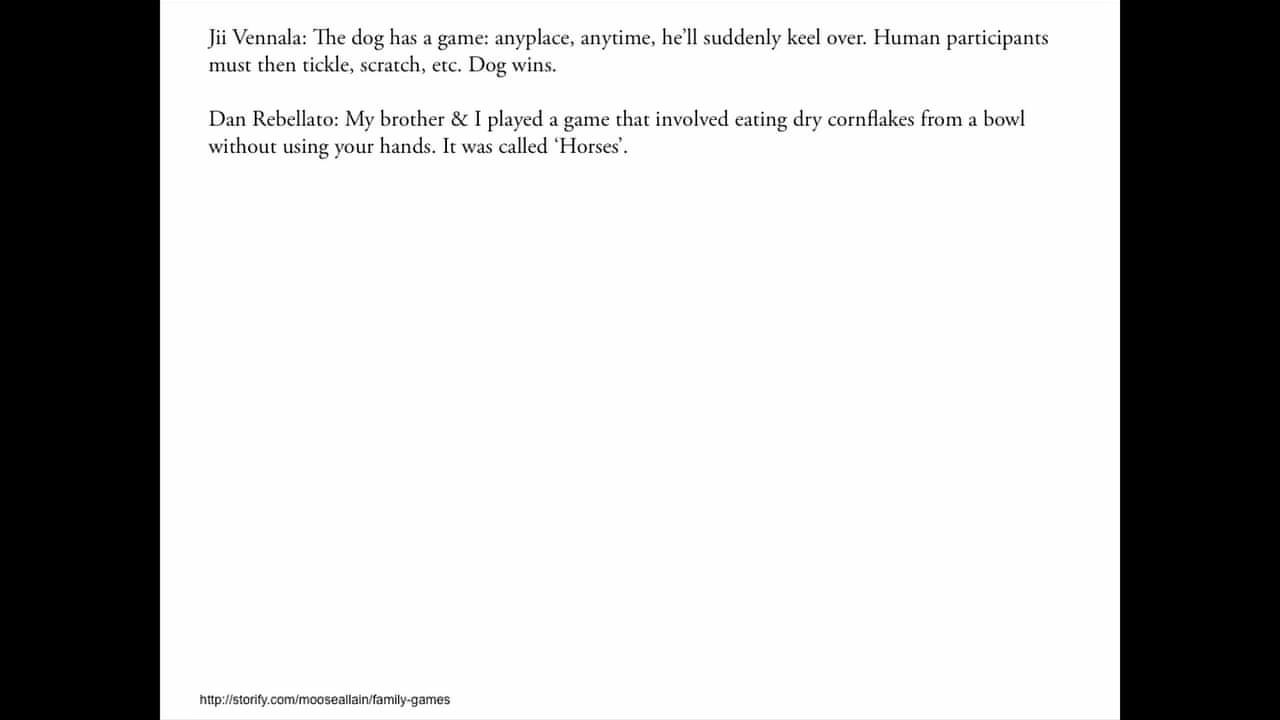 Jii Vennala: The dog has a game: anyplace, anytime, he’ll suddenly keel over. Human participants
must then tickle, scratch, etc. Dog wins.
Dan Rebellato: My brother & I played a game that involved eating dry cornflakes from a bowl
without using your hands. It was called ‘Horses’.
http://storify.com/mooseallain/family-games